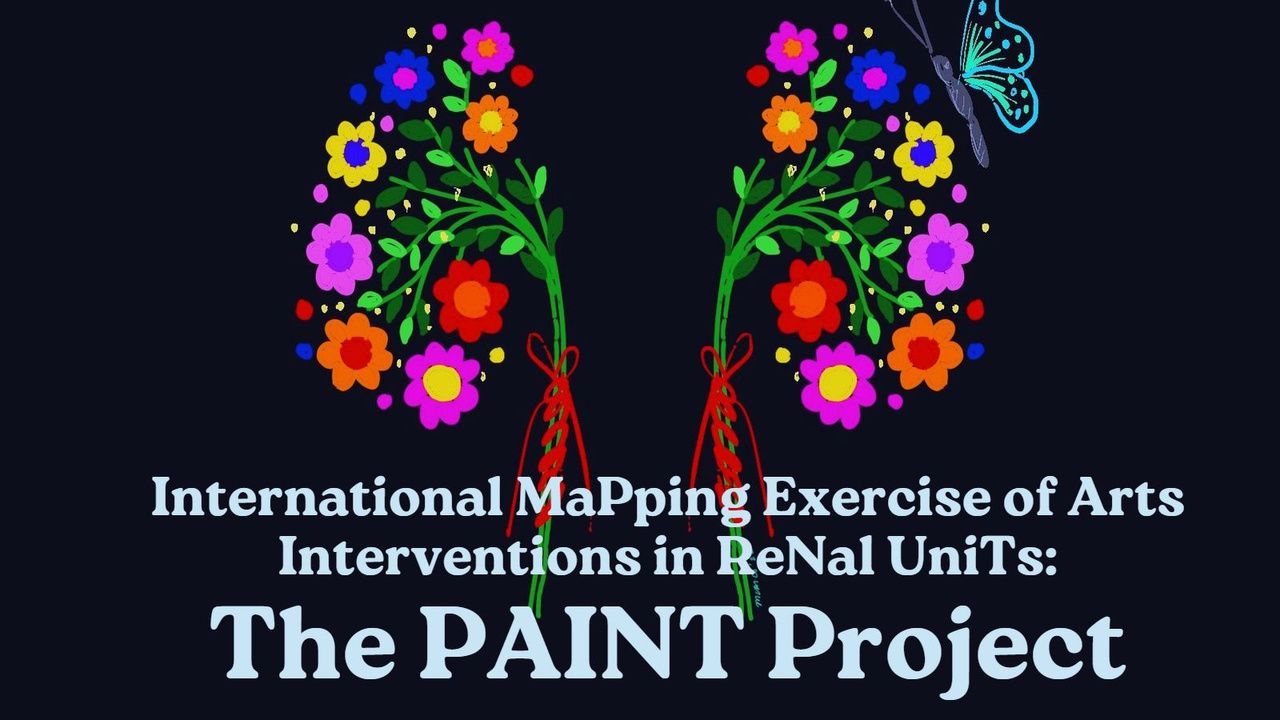 International MaPping Exercise of Arts
Interventions in ReNal UniTs:
The PAINT Project